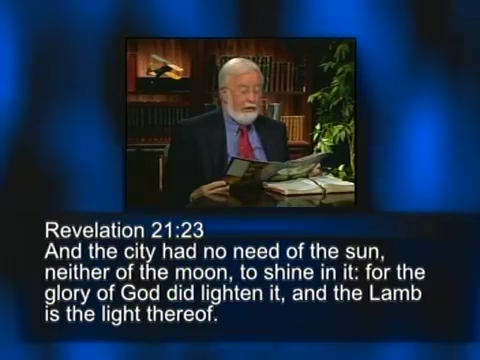 Revelation 21:23
And the city had no need of the sun,
neither of the moon, to shine in it: for the
glory of God did lighten it, and the Lamb
is the light thereof.